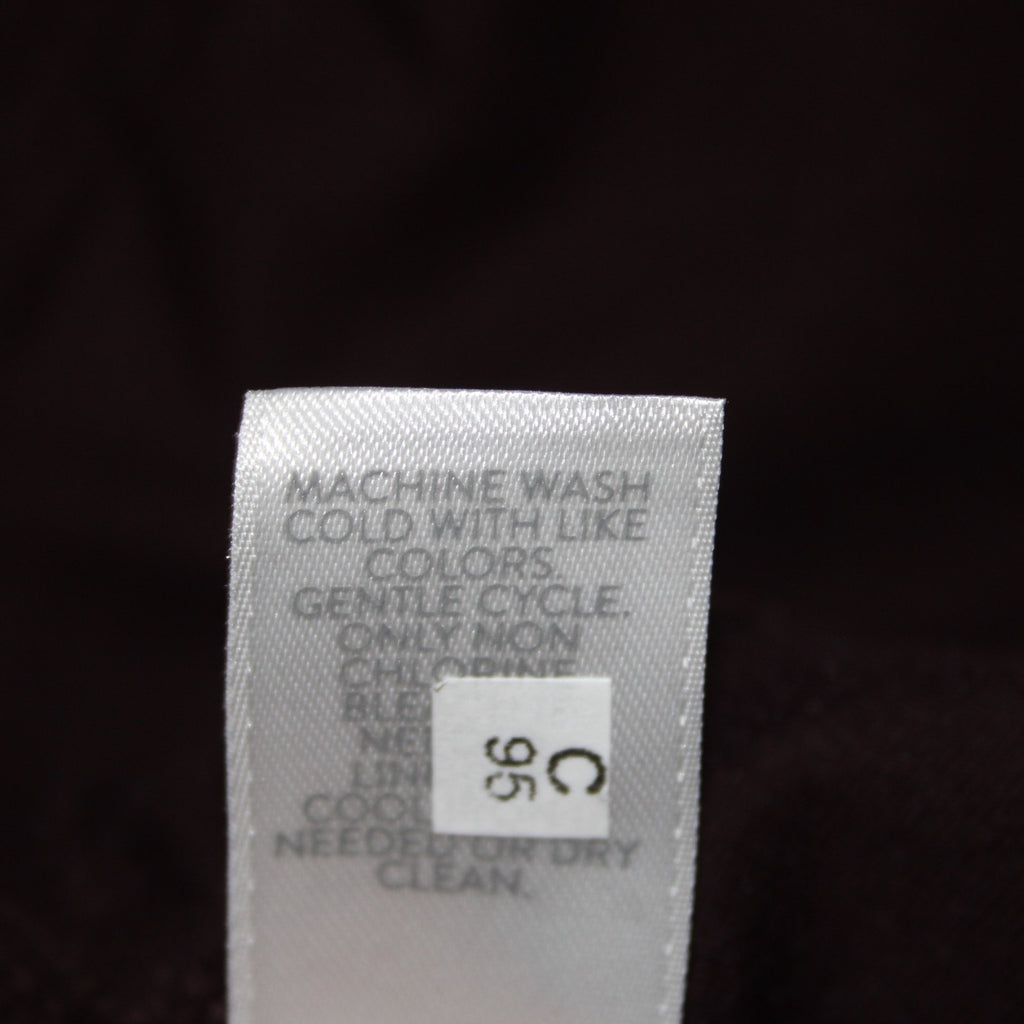 MACHINE WASH
COLD WITH LIKE
COLORS.
GENTLE CYCLE.
ONLY NON
CHLORINE
NEEDED OR DRY
CLEAN.
C
95